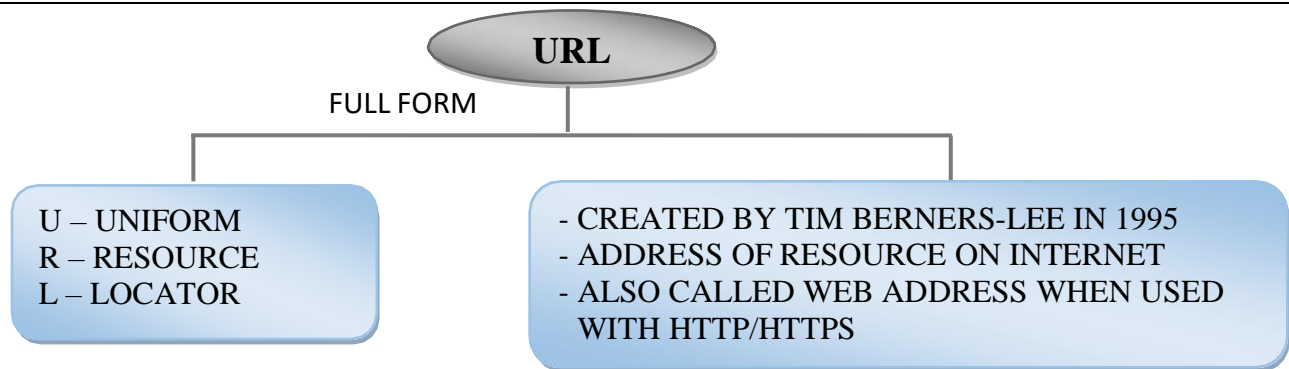 URL
FULL FORM
U – UNIFORM
R – RESOURCE
L – LOCATOR
- CREATED BY TIM BERNERS-LEE IN 1995
- ADDRESS OF RESOURCE ON INTERNET
- ALSO CALLED WEB ADDRESS WHEN USED
WITH HTTP/HTTPS